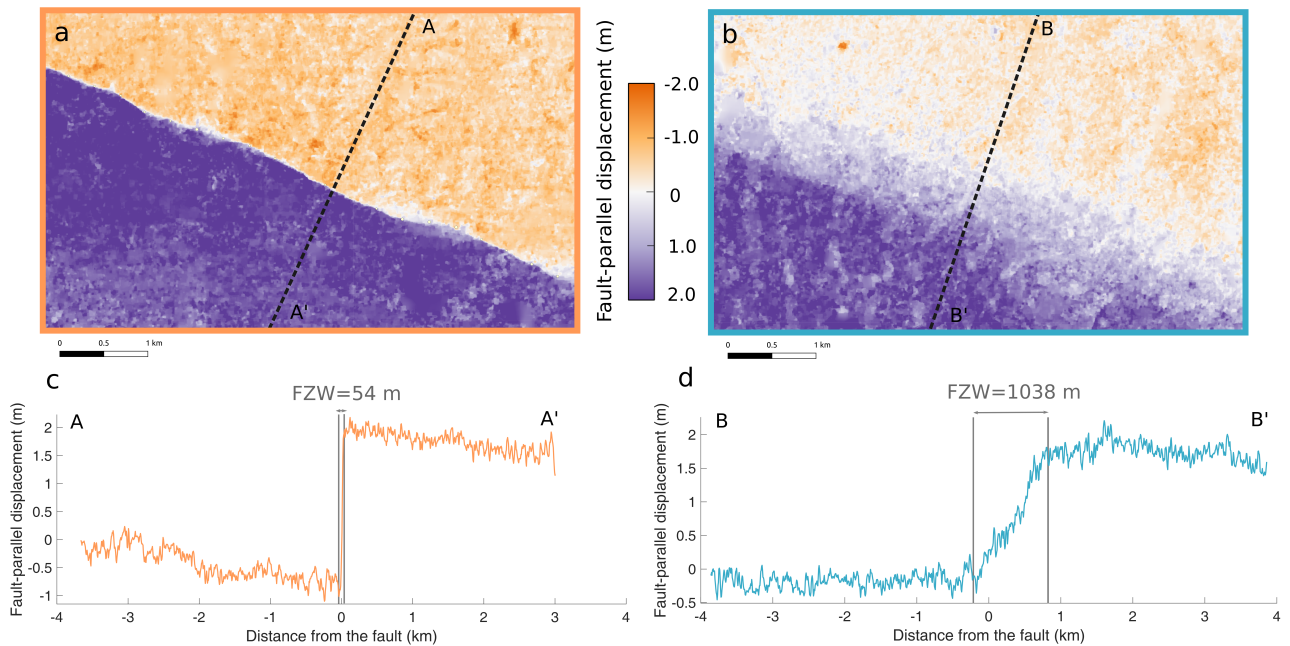 a
A
A'
0 0.5 1 km
Fault-parallel displacement (m)
-2.0
-1.0
0
1.0
2.0
b
B
B'
0 0.5 1 km
c
FZW=54 m
A
A'
Fault-parallel displacement (m)
2
1.5
1
0.5
0
-0.5
-1
-4 -3 -2 -1 0 1 2 3 4
Distance from the fault (km)
d
FZW=1038 m
B
B'
Fault-parallel displacement (m)
2
1.5
1
0.5
0
-0.5
-4 -3 -2 -1 0 1 2 3 4
Distance from the fault (km)